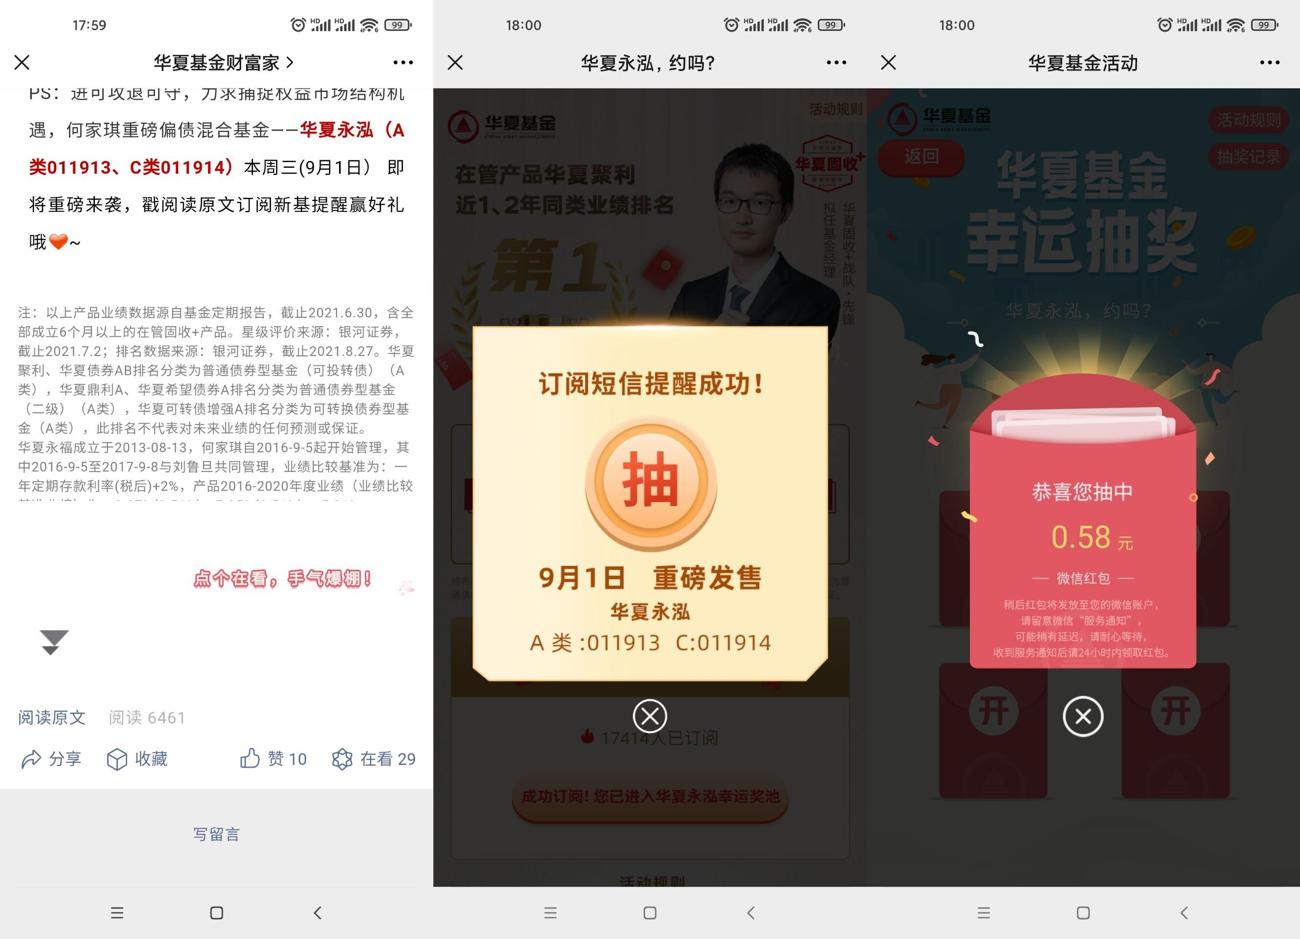 17:59
HD HD 6 99
华夏基金财富家 >
PS：进可攻退可守，力求捕捉权益市场结构机
遇，何家琪重磅偏债混合基金——华夏永泓（A
类011913、C类011914）本周三(9月1日） 即
将重磅来袭，戳阅读原文订阅新基提醒赢好礼
哦❤️~
注：以上产品业绩数据源自基金定期报告，截止2021.6.30，含全
部成立6个月以上的在管固收+产品。星级评价来源：银河证券，
截止2021.7.2；排名数据来源：银河证券，截止2021.8.27。华夏
聚利、华夏债券AB排名分类为普通债券型基金（可投转债）（A
类），华夏鼎利A、华夏希望债券A排名分类为普通债券型基金
（二级）（A类），华夏可转债增强A排名分类为可转换债券型基
金（A类），此排名不代表对未来业绩的任何预测或保证。
华夏永福成立于2013-08-13，何家琪自2016-9-5起开始管理，其
中2016-9-5至2017-9-8与刘鲁旦共同管理，业绩比较基准为：一
年定期存款利率(税后)+2%，产品2016-2020年度业绩（业绩比较
点个在看，手气爆棚！
阅读原文 阅读 6461
分享 收藏 赞 10 在看 29
写留言
18:00
HD HD 6 99
华夏永泓，约吗？
活动规则
华夏基金
CHINA ASSET MANAGEMENT
华夏固收+
在管产品华夏聚利
近1、2年同类业绩排名
第1
华夏固收+战队·先锋
拟任基金经理
订阅短信提醒成功！
抽
9月1日 重磅发售
华夏永泓
A 类 :011913 C:011914
17414人已订阅
成功订阅！您已进入华夏永泓幸运奖池
活动规则
18:00
HD HD 6 99
华夏基金活动
华夏基金
活动规则
返回
抽奖记录
华夏基金
幸运抽奖
华夏永泓，约吗？
恭喜您抽中
0.58 元
微信红包
稍后红包将发放至您的微信账户，
请留意微信“服务通知”，
可能稍有延迟，请耐心等待，
收到服务通知后请24小时内领取红包。
开 开